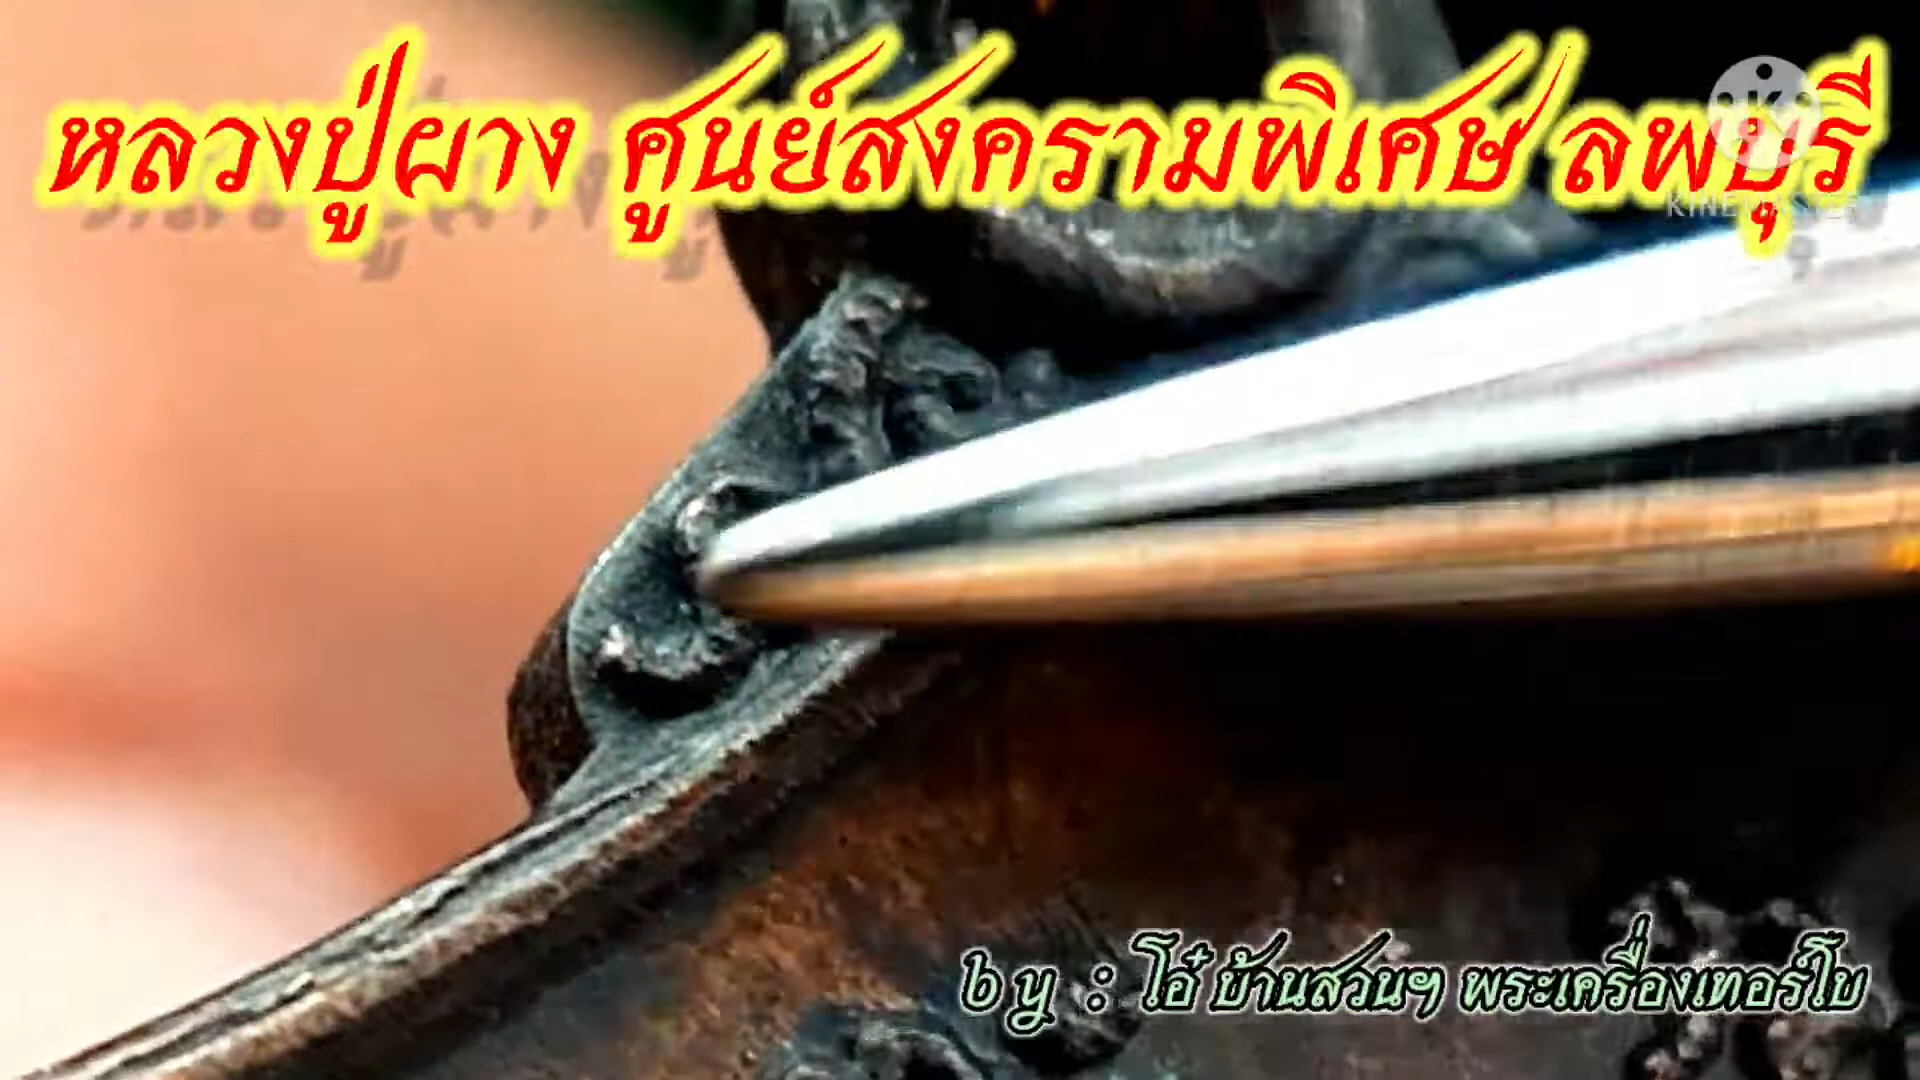 หลวงปู่ผาง ศูนย์สงครามพิเศษ ลพบุรี
KINEMASTER
by : โอ๋ บ้านสวนฯ พระเครื่องเทอร์โบ